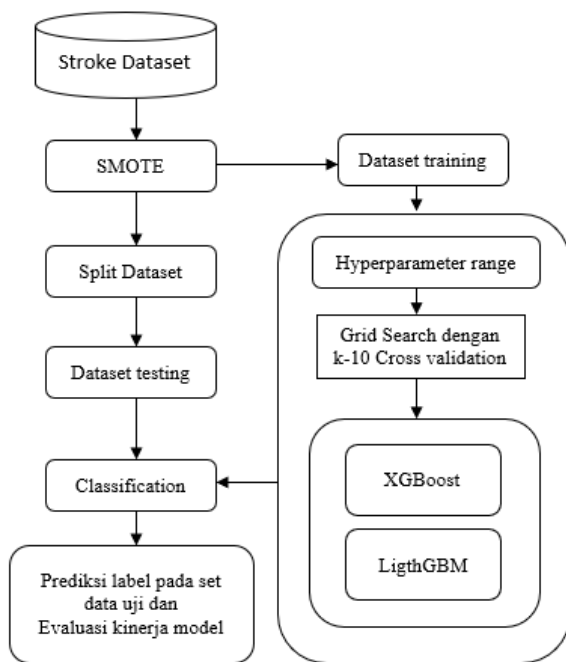 Stroke Dataset
SMOTE
Dataset training
Split Dataset
Hyperparameter range
Grid Search dengan
k-10 Cross validation
Dataset testing
Classification
XGBoost
LigthGBM
Prediksi label pada set
data uji dan
Evaluasi kinerja model